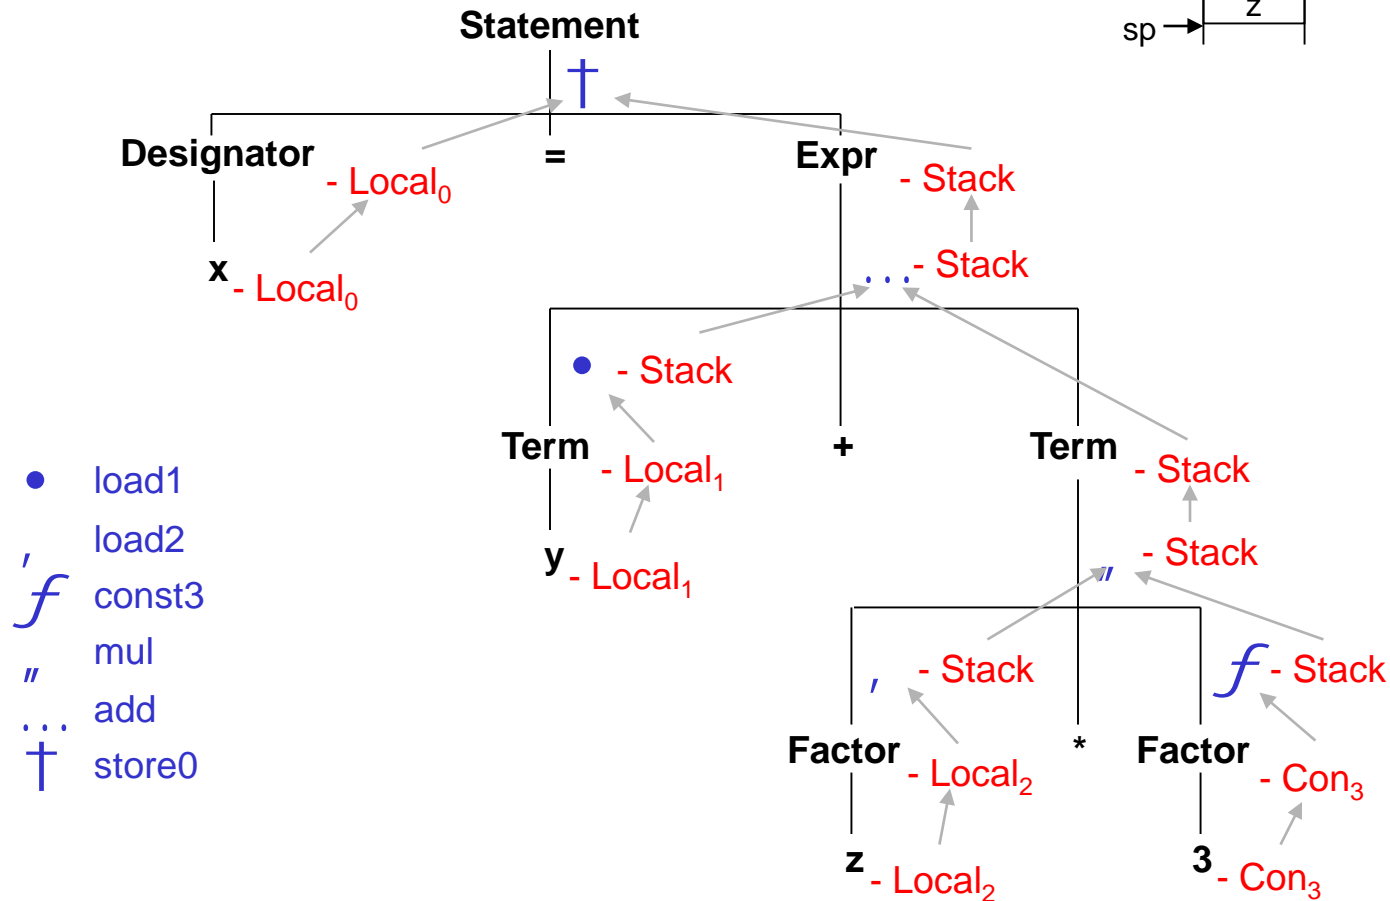 z
sp
Statement
†
Designator - Local0 = Expr - Stack
x - Local0 … - Stack
• - Stack
Term - Local1 + Term - Stack
y - Local1 - Stack
„
‚ - Stack ƒ - Stack
Factor - Local2 * Factor - Con3
z - Local2 3 - Con3
• load1
‚ load2
ƒ const3
„ mul
… add
† store0